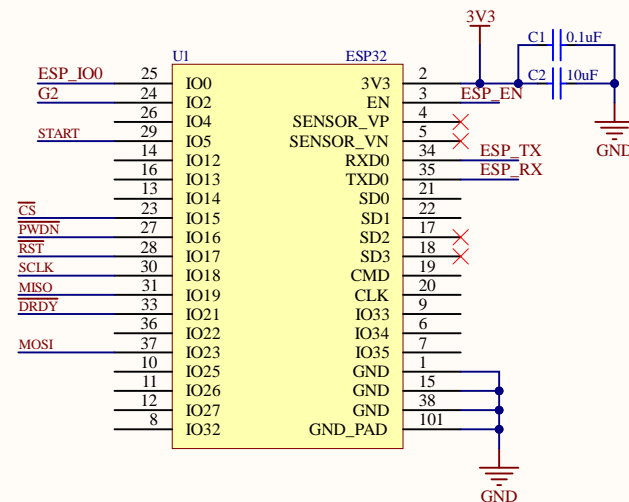 3V3
U1 ESP32
C1 0.1uF
C2 10uF
ESP_IO0 25 IO0 3V3 2
G2 24 IO2 EN 3 ESP_EN
26 IO4 SENSOR_VP 4
START 29 IO5 SENSOR_VN 5
GND
14 IO12 RXD0 34 ESP_TX
16 IO13 TXD0 35 ESP_RX
13 IO14 SD0 21
CS 23 IO15 SD1 22
PWDN 27 IO16 SD2 17
RST 28 IO17 SD3 18
SCLK 30 IO18 CMD 19
MISO 31 IO19 CLK 20
DRDY 33 IO21 IO33 9
36 IO22 IO34 6
MOSI 37 IO23 IO35 7
10 IO25 GND 1
11 IO26 GND 15
12 IO27 GND 38
8 IO32 GND_PAD 101
GND